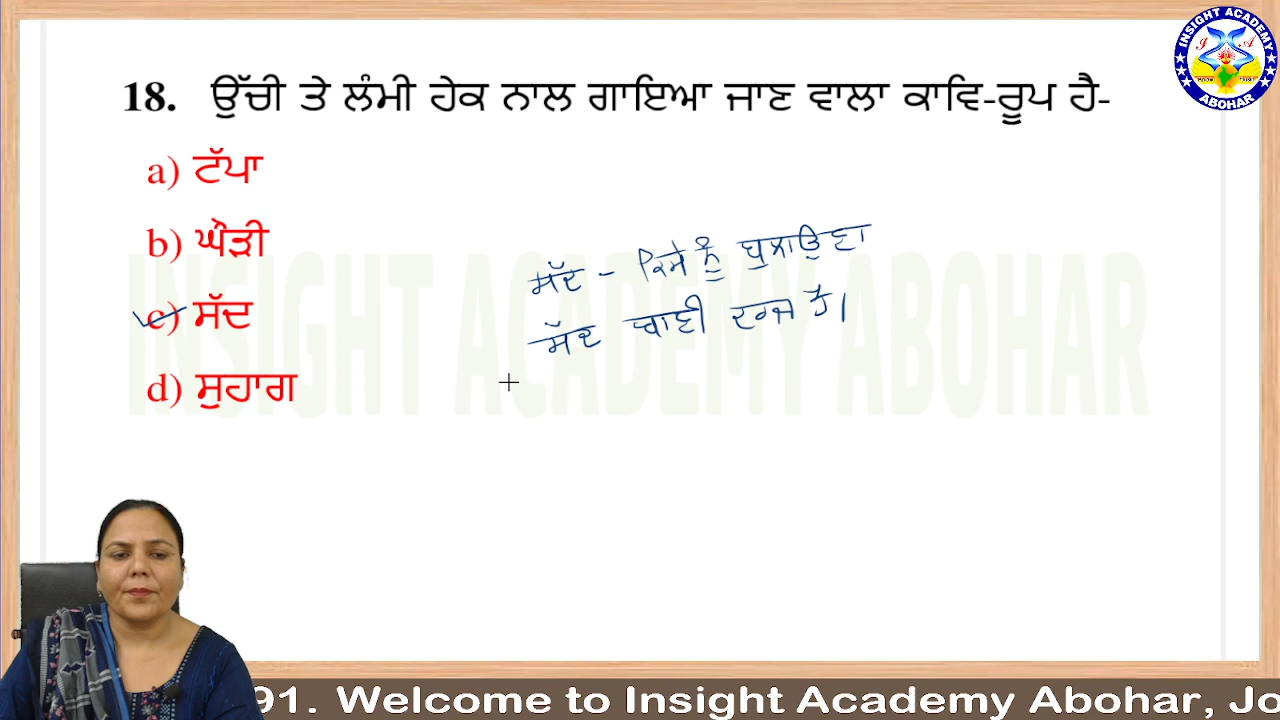 18. ਉੱਚੀ ਤੇ ਲੰਮੀ ਹੇਕ ਨਾਲ ਗਾਇਆ ਜਾਣ ਵਾਲਾ ਕਾਵਿ-ਰੂਪ ਹੈ-
a) ਟੱਪਾ
b) ਘੋੜੀ
c) ਸੱਦ
d) ਸੁਹਾਗ
ਸੱਦ - ਕਿਸੇ ਨੂੰ ਬੁਲਾਉਣਾ
ਸੱਦ ਬਾਣੀ ਦਰਜ ਹੈ।
INSIGHT ACADEMY ABOHAR
INSIGHT ACADEMY
ABOHAR
91. Welcome to Insight Academy Abohar, Jo